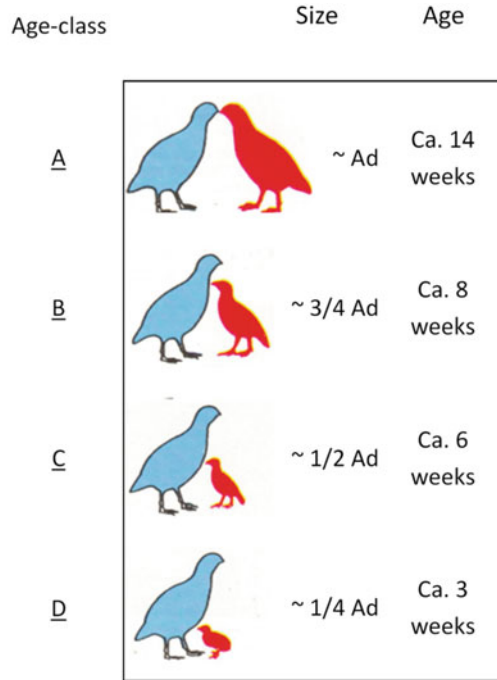 Age-class Size Age
A ~ Ad Ca. 14
weeks
B ~ 3/4 Ad Ca. 8
weeks
C ~ 1/2 Ad Ca. 6
weeks
D ~ 1/4 Ad Ca. 3
weeks